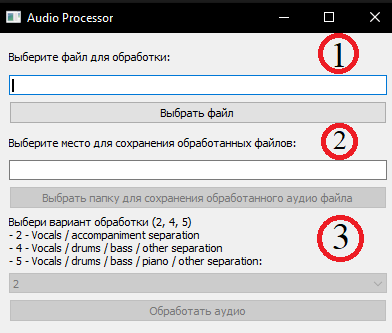 Audio Processor
Выберите файл для обработки:
1
Выбрать файл
Выберите место для сохранения обработанных файлов:
2
Выбрать папку для сохранения обработанного аудио файла
Выбери вариант обработки (2, 4, 5)
- 2 - Vocals / accompaniment separation
- 4 - Vocals / drums / bass / other separation
- 5 - Vocals / drums / bass / piano / other separation:
3
2
Обработать аудио